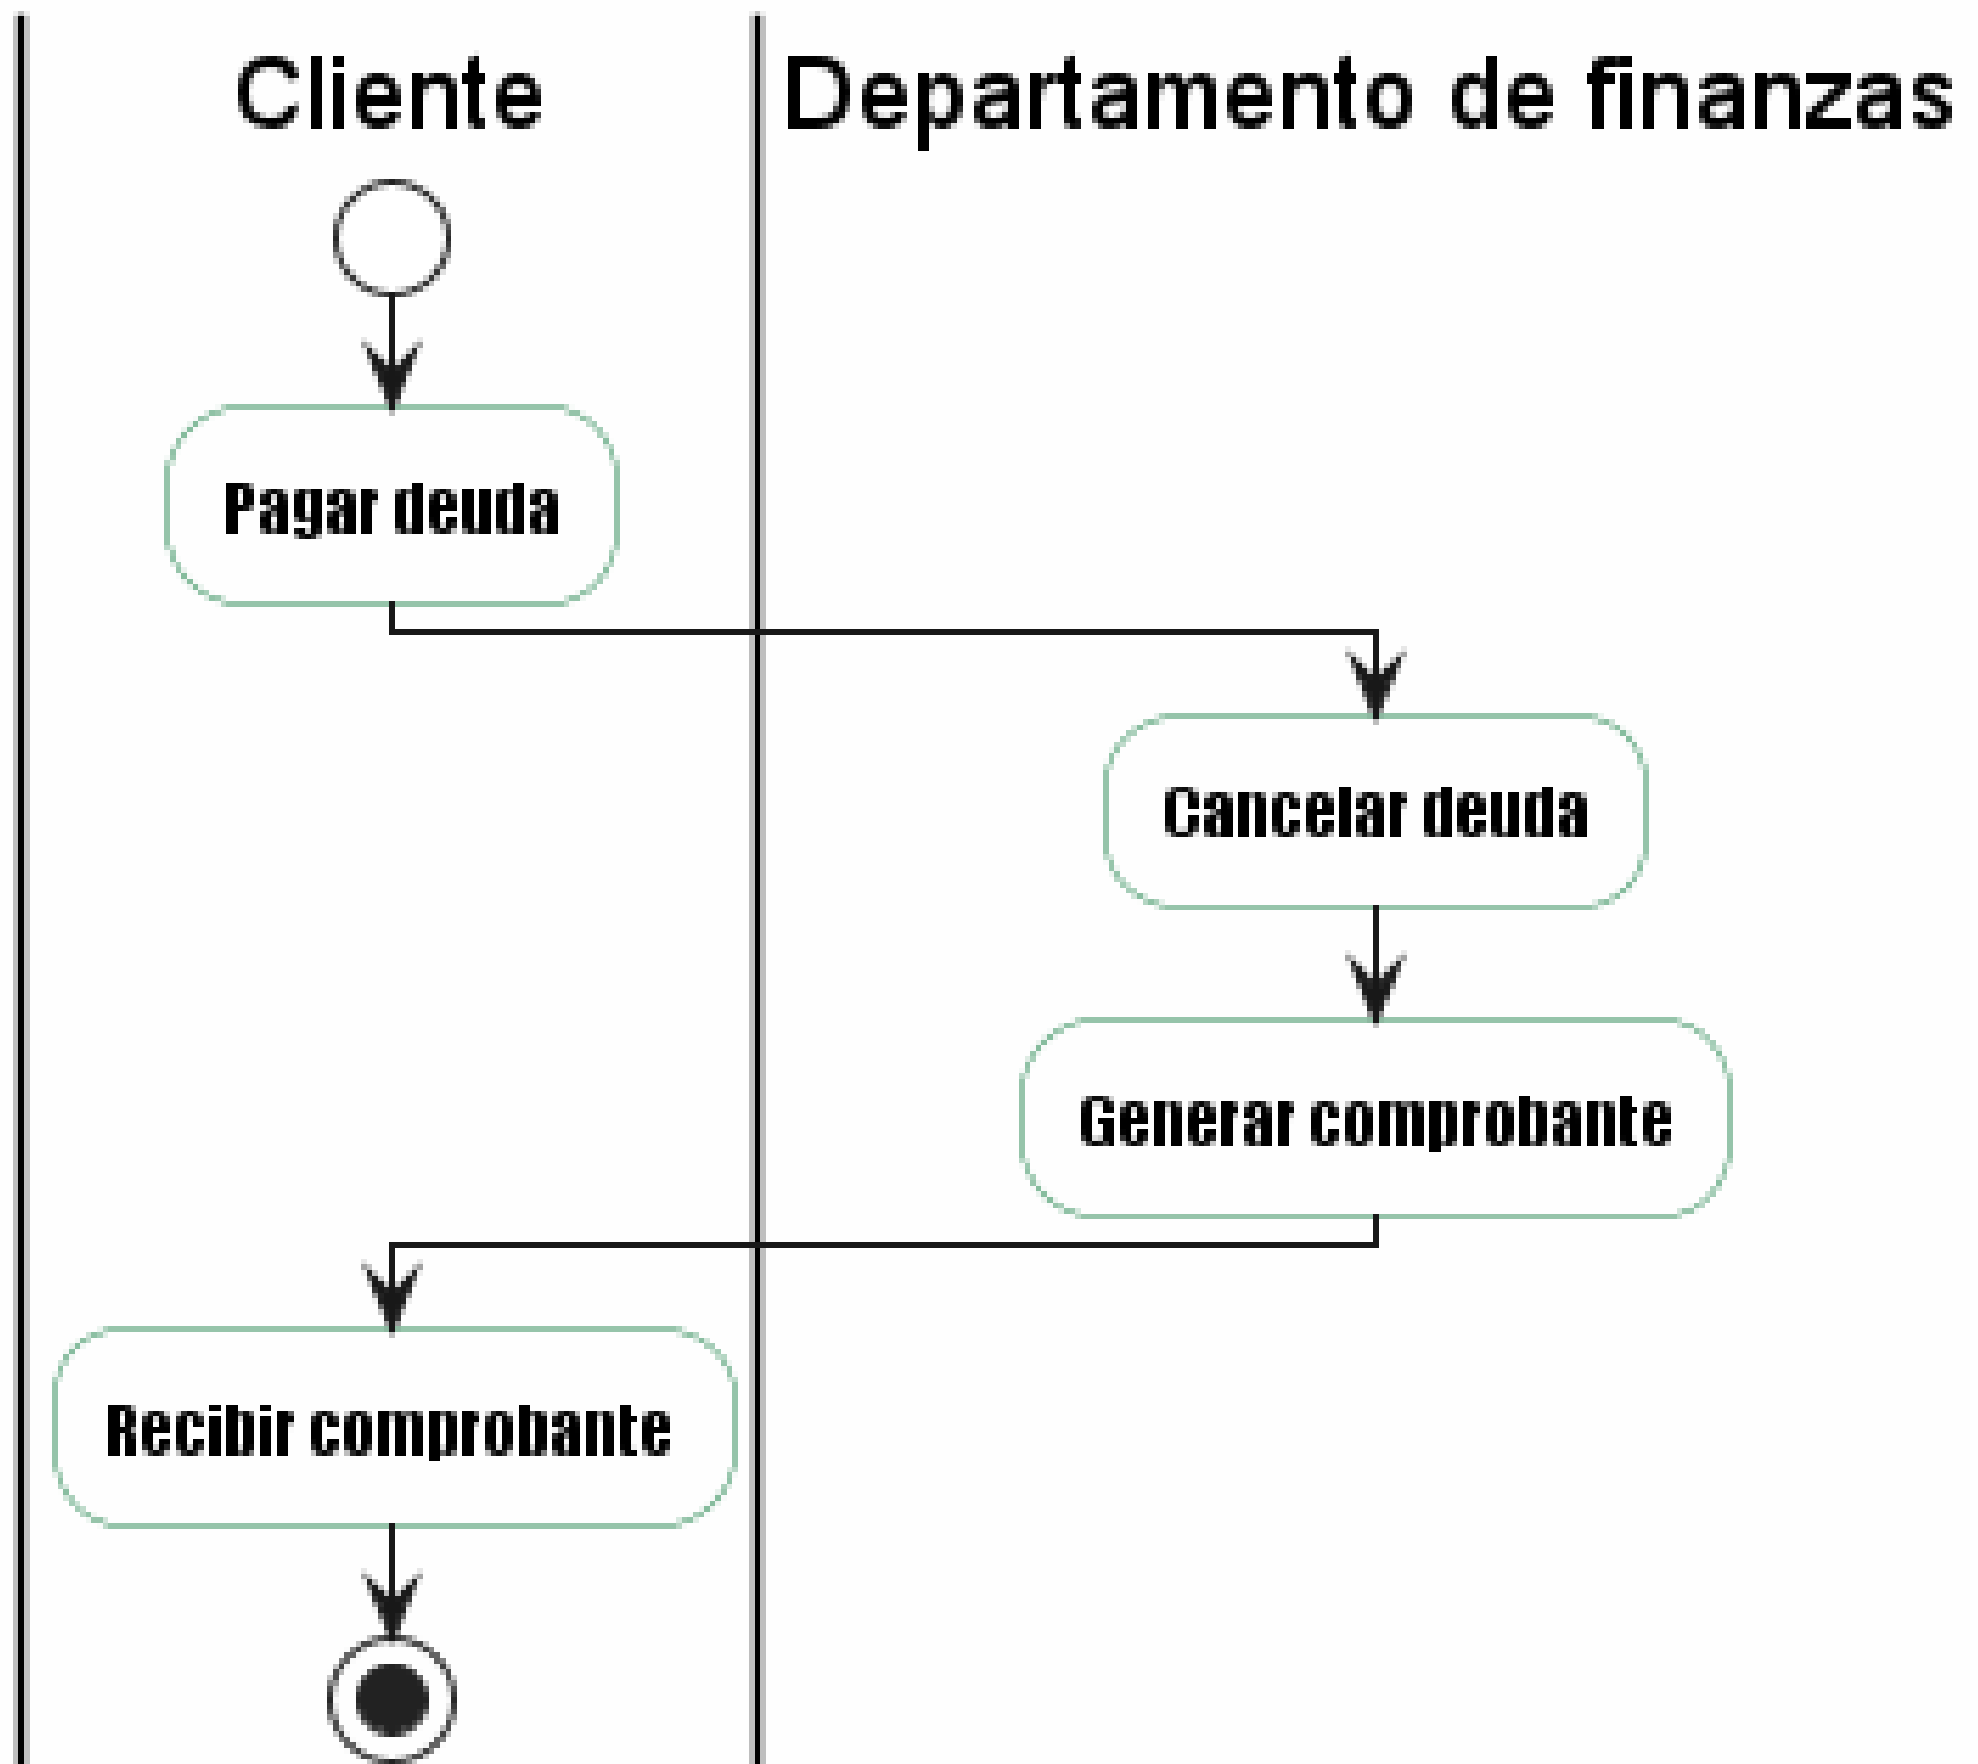 Cliente
Departamento de finanzas
Pagar deuda
Cancelar deuda
Generar comprobante
Recibir comprobante